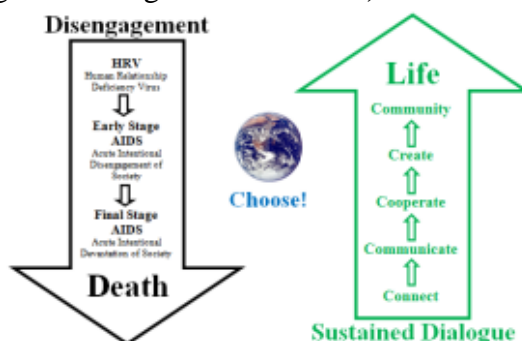 Disengagement
HRV
Human Relationship
Deficiency Virus
Early Stage
AIDS
Acute Intentional
Disengagement of
Society
Final Stage
AIDS
Acute Intentional
Devastation of Society
Death
Choose!
Life
Community
Create
Cooperate
Communicate
Connect
Sustained Dialogue